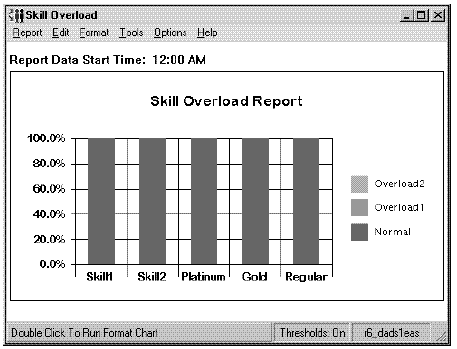 Skill Overload
Report Edit Format Tools Options Help
Report Data Start Time: 12:00 AM
Skill Overload Report
100.0%
80.0%
60.0%
40.0%
20.0%
0.0%
Skill1 Skill2 Platinum Gold Regular
Overload2
Overload1
Normal
Double Click To Run Format Chart
Thresholds: On
r6_dads1eas